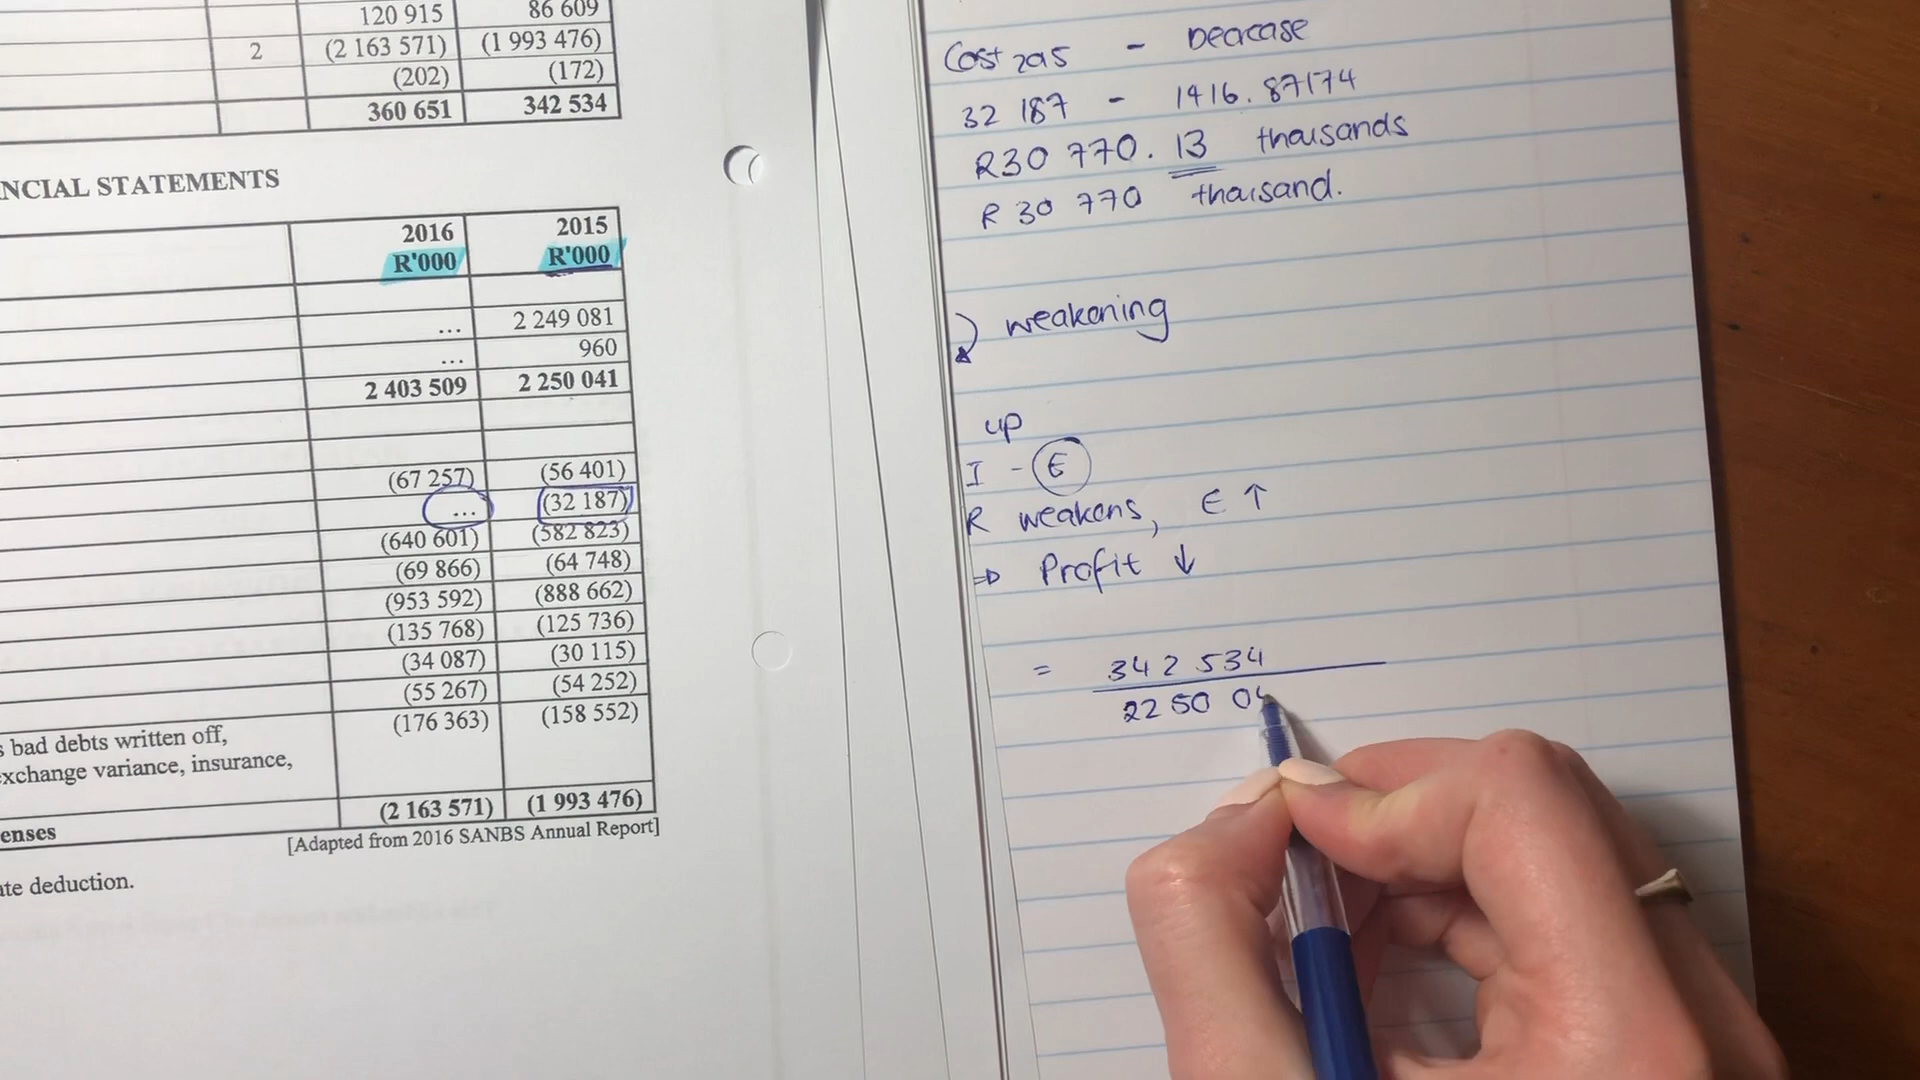 120 915 86 609
2 (2 163 571) (1 993 476)
(202) (172)
360 651 342 534
NCIAL STATEMENTS
2016 2015
R'000 R'000
... 2 249 081
... 960
2 403 509 2 250 041
(67 257) (56 401)
... (32 187)
(640 601) (582 823)
(69 866) (64 748)
(953 592) (888 662)
(135 768) (125 736)
(34 087) (30 115)
(55 267) (54 252)
(176 363) (158 552)
s bad debts written off,
xchange variance, insurance,
enses (2 163 571) (1 993 476)
[Adapted from 2016 SANBS Annual Report]
ate deduction.
Cost 2015 - Decrease
32 187 - 1416.87174
R30 770.13 thousands
R 30 770 thousand.
weakening
up
I - E
R weakens, E ↑
⇒ Profit ↓
= 342 534
22 50 04